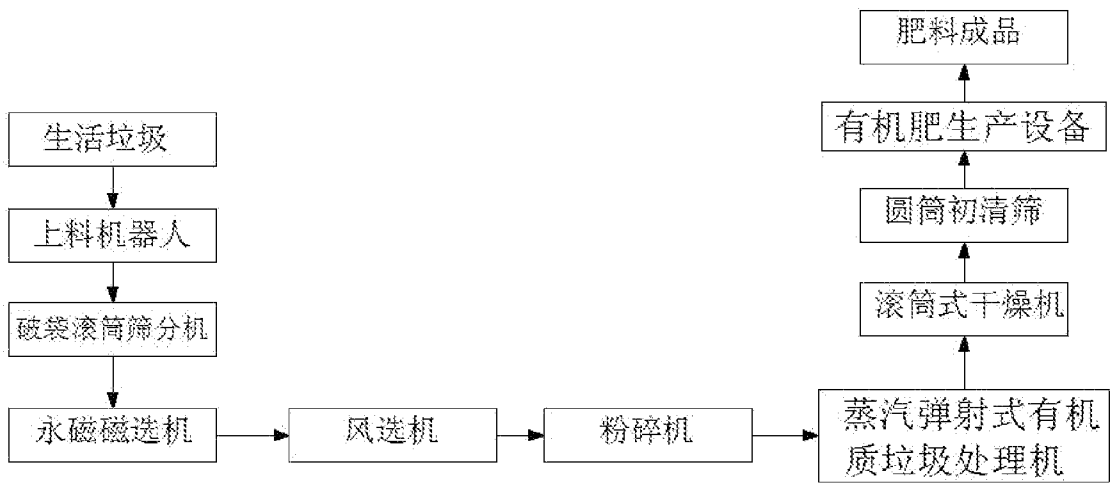 生活垃圾
上料机器人
破袋滚筒筛分机
永磁磁选机
风选机
粉碎机
蒸汽弹射式有机
质垃圾处理机
滚筒式干燥机
圆筒初清筛
有机肥生产设备
肥料成品